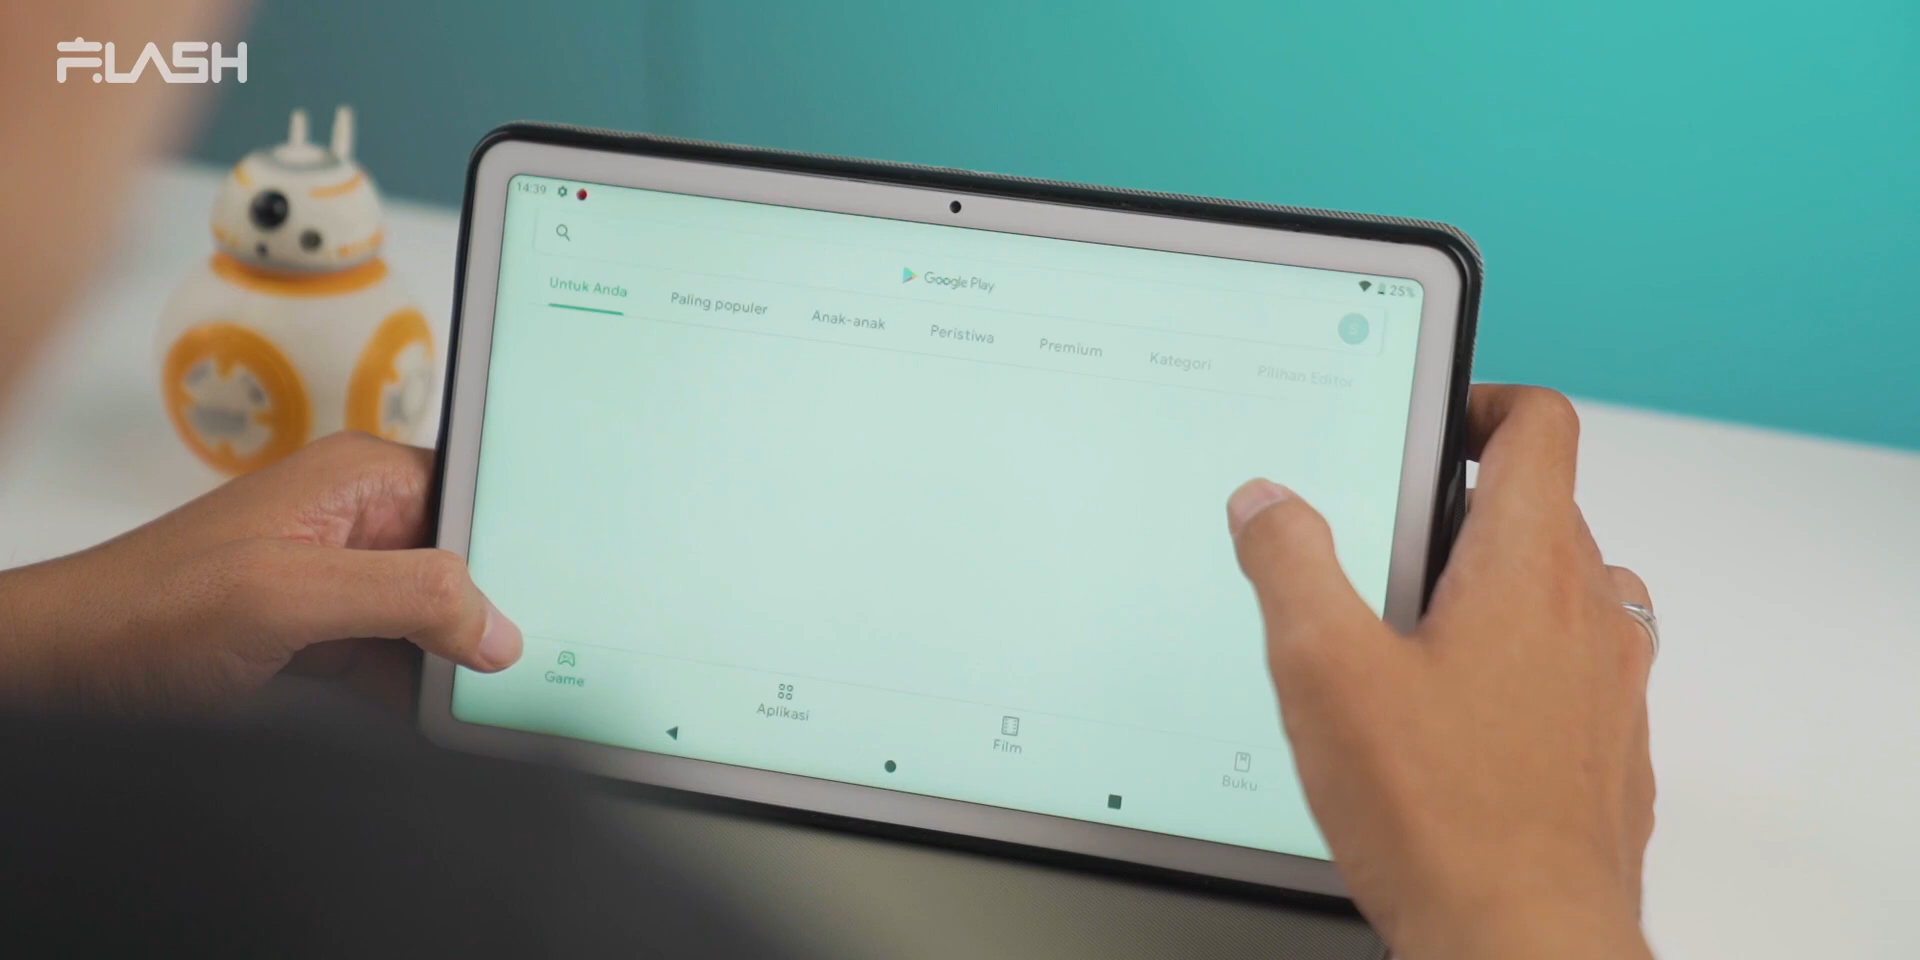 FLASH
14:39
25%
Google Play
S
Untuk Anda
Paling populer
Anak-anak
Peristiwa
Premium
Kategori
Pilihan Editor
Game
Aplikasi
Film
Buku